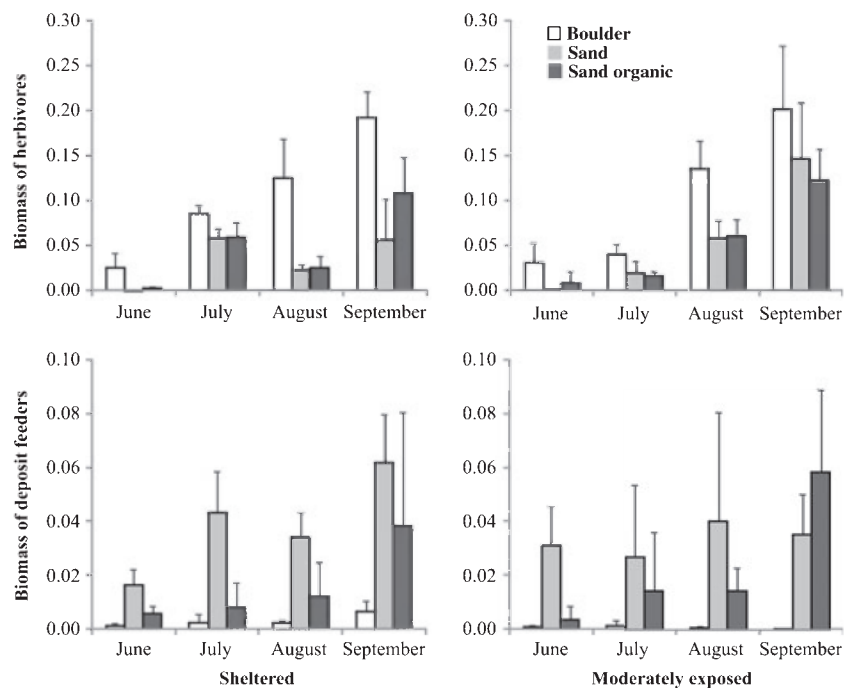 Biomass of herbivores
0.30
0.25
0.20
0.15
0.10
0.05
0.00
June July August September
0.30
0.25
0.20
0.15
0.10
0.05
0.00
Boulder
Sand
Sand organic
June July August September
Biomass of deposit feeders
0.10
0.08
0.06
0.04
0.02
0.00
June July August September
Sheltered
0.10
0.08
0.06
0.04
0.02
0.00
June July August September
Moderately exposed